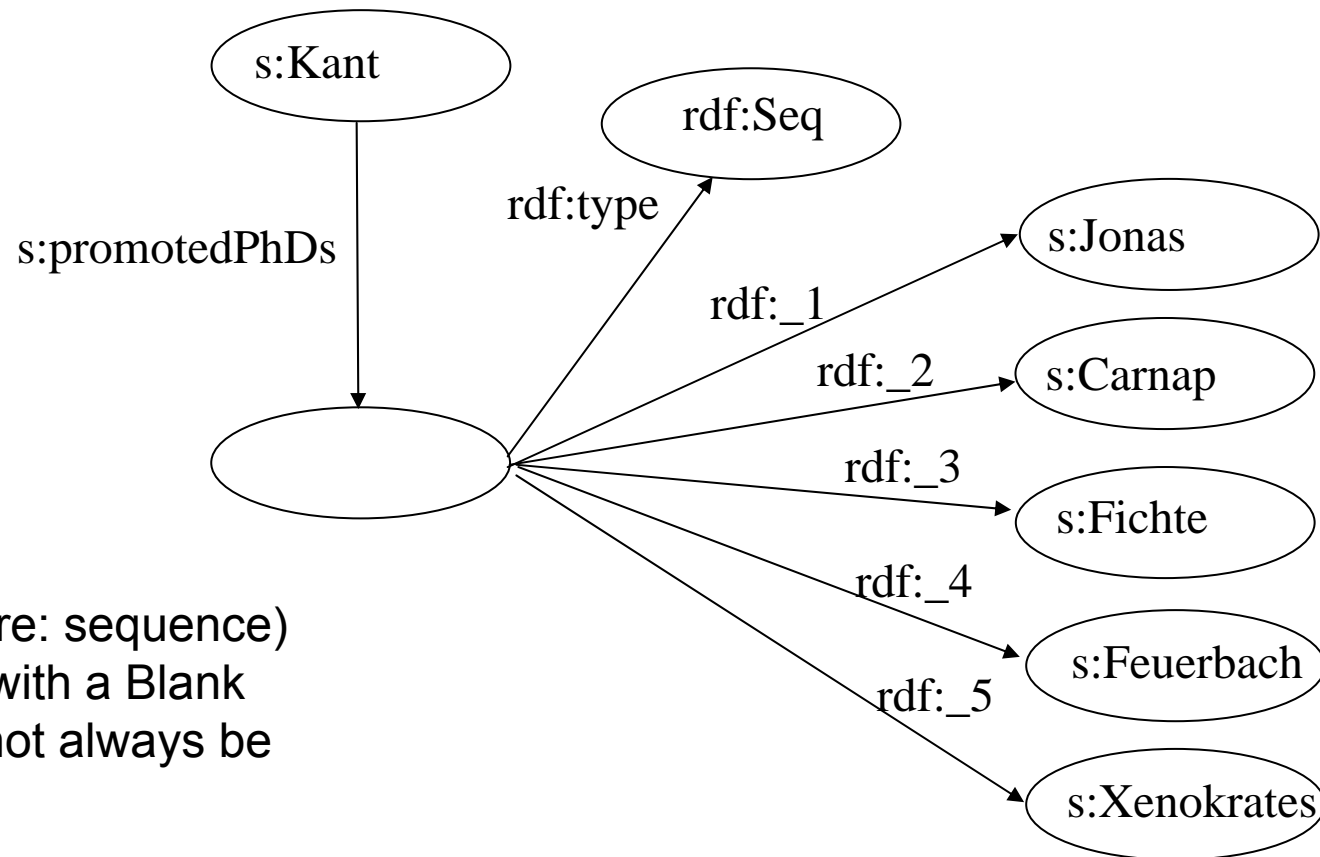 s:Kant
rdf:Seq
rdf:type
s:promotedPhDs
s:Jonas
rdf:_1
rdf:_2
s:Carnap
rdf:_3
s:Fichte
rdf:_4
re: sequence)
s:Feuerbach
with a Blank
rdf:_5
not always be
s:Xenokrates